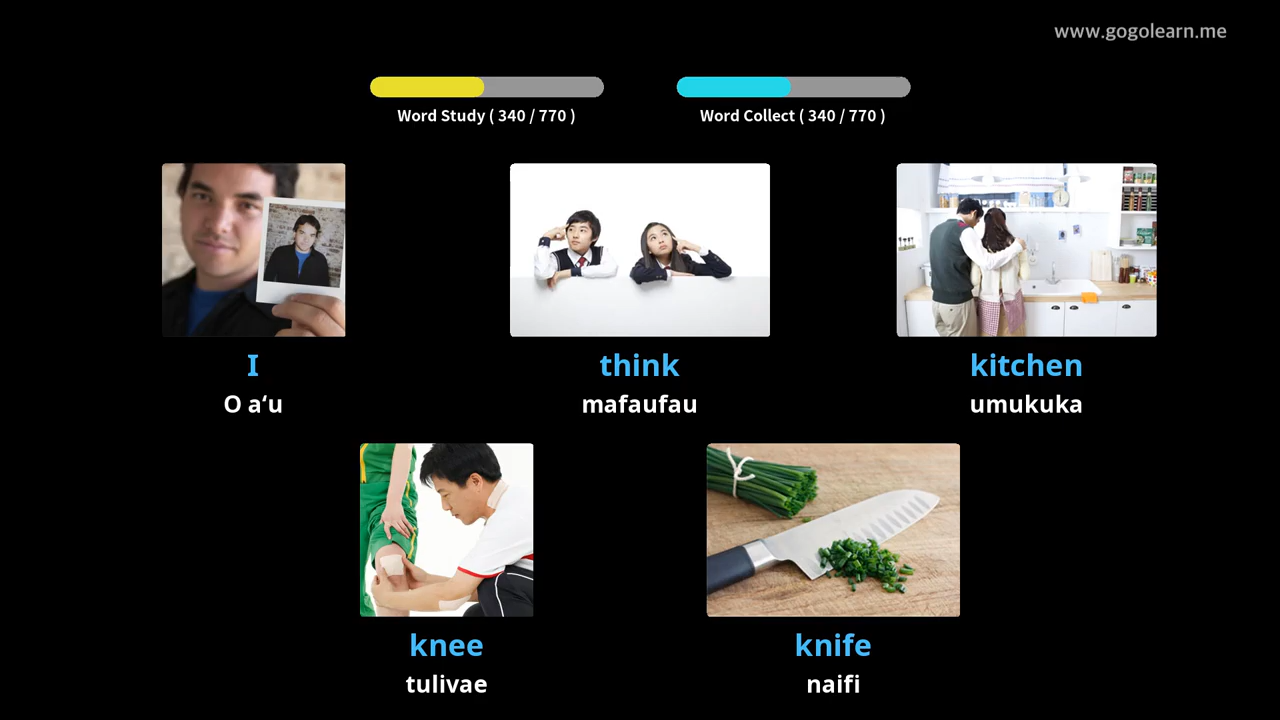 www.gogolearn.me
Word Study ( 340 / 770 )
Word Collect ( 340 / 770 )
I
O aʻu
think
mafaufau
kitchen
umukuka
knee
tulivae
knife
naifi